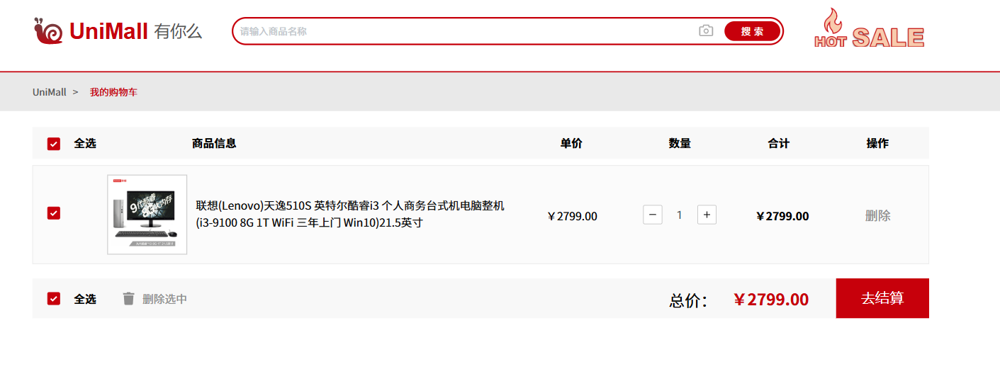 UniMall 有你么
请输入商品名称
搜 索
HOT SALE
UniMall > 我的购物车
全选 商品信息 单价 数量 合计 操作
联想(Lenovo)天逸510S 英特尔酷睿i3 个人商务台式机电脑整机
(i3-9100 8G 1T WiFi 三年上门 Win10)21.5英寸
￥2799.00 − 1 + ￥2799.00 删除
全选 删除选中 总价： ￥2799.00 去结算